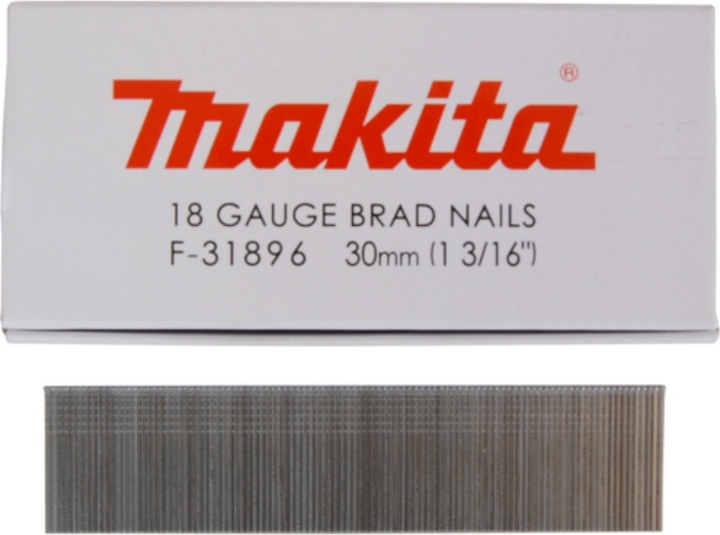 makita®
18 GAUGE BRAD NAILS
F-31896 30mm (1 3/16")